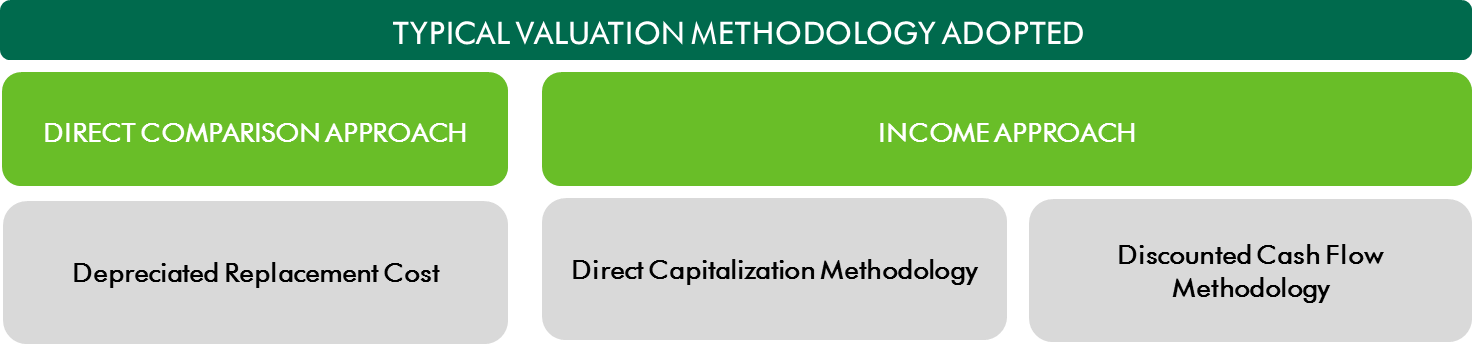 TYPICAL VALUATION METHODOLOGY ADOPTED
DIRECT COMPARISON APPROACH
INCOME APPROACH
Depreciated Replacement Cost
Direct Capitalization Methodology
Discounted Cash Flow
Methodology